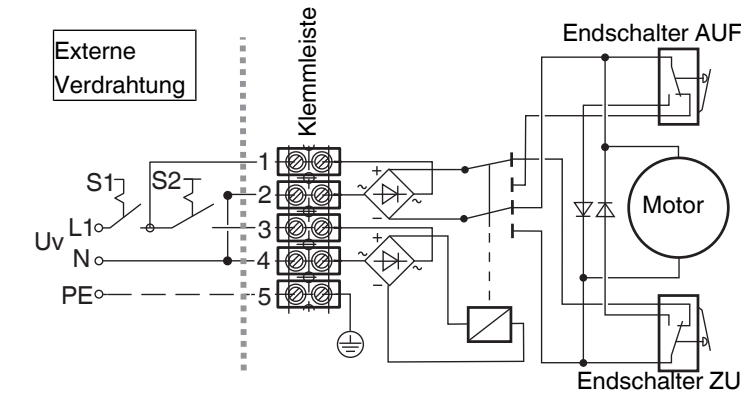 Externe
Verdrahtung
Klemmleiste
Endschalter AUF
1
S1
S2
2
+
~
~
−
L1
3
Uv
N
4
+
~
~
−
PE
5
Motor
Endschalter ZU